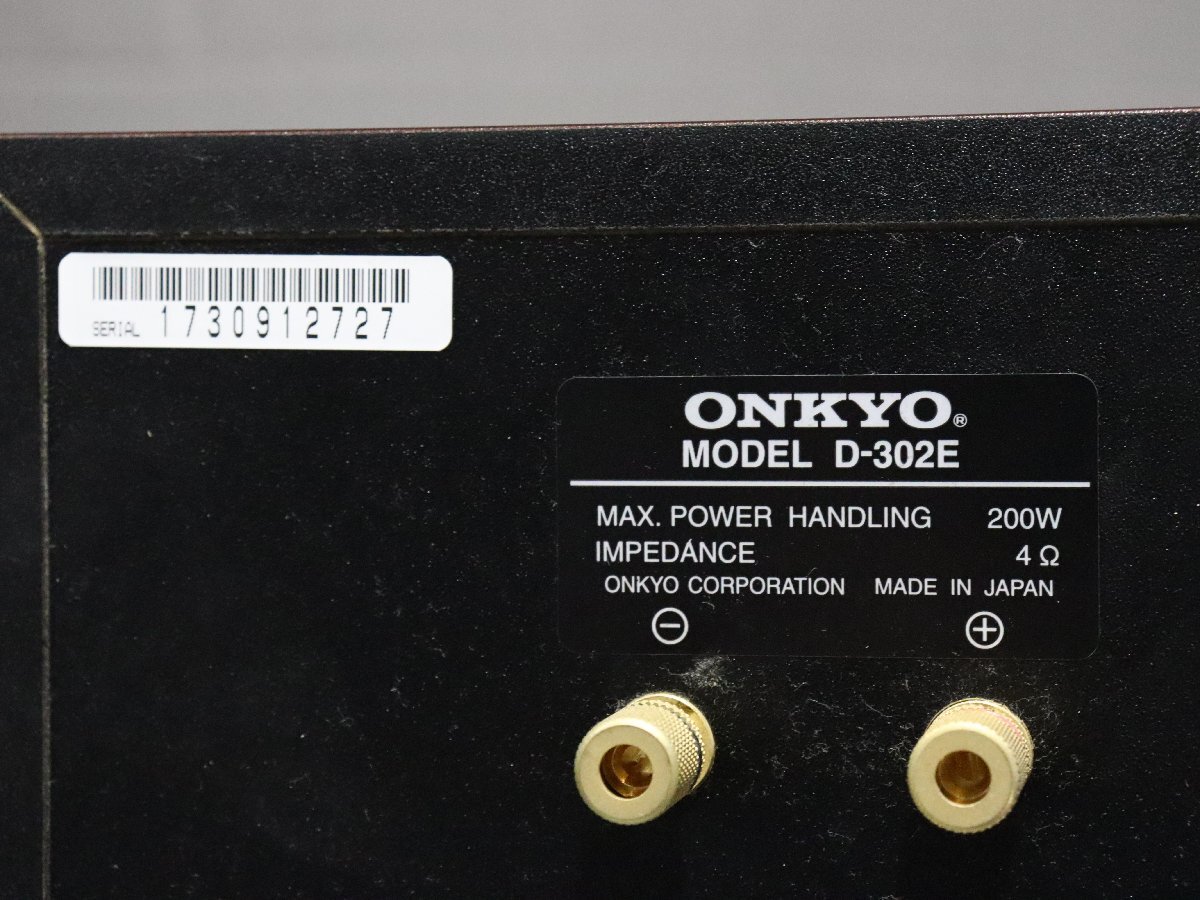 SERIAL 1730912727
ONKYO®
MODEL D-302E
MAX. POWER HANDLING 200W
IMPEDANCE 4 Ω
ONKYO CORPORATION MADE IN JAPAN
⊖ ⊕